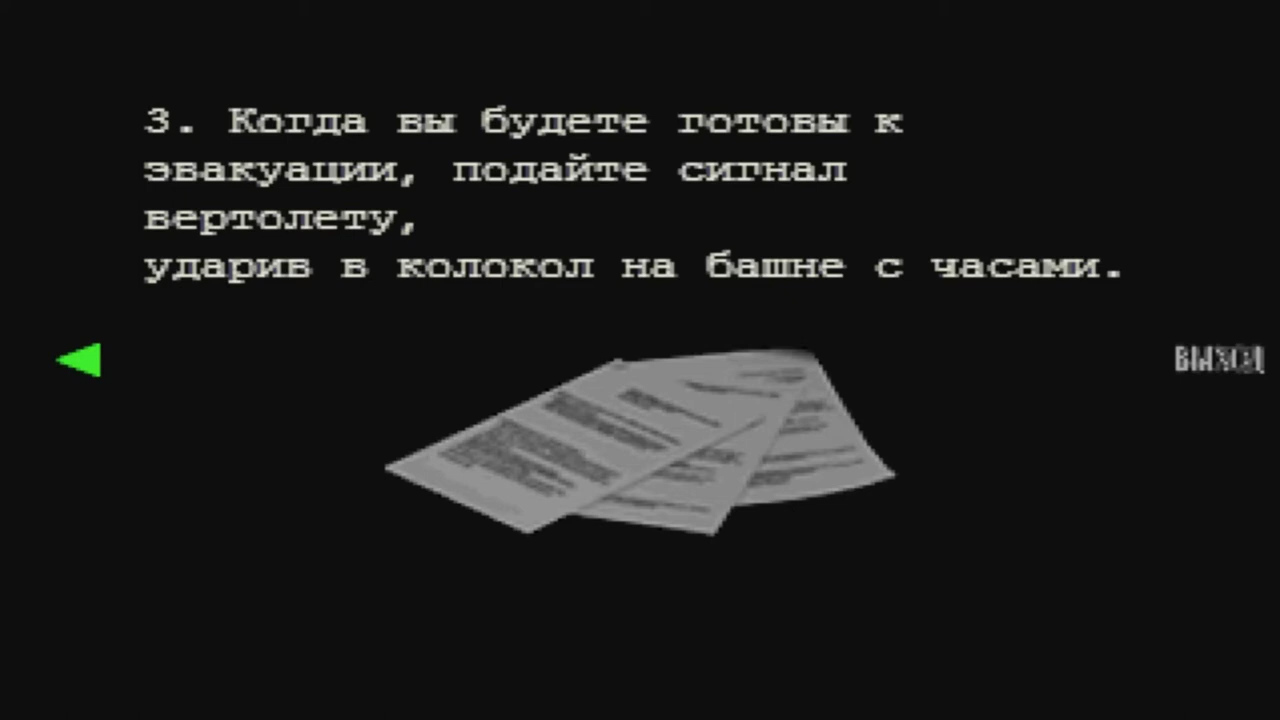 3. Когда вы будете готовы к
эвакуации, подайте сигнал
вертолету,
ударив в колокол на башне с часами.
ВЫХОД